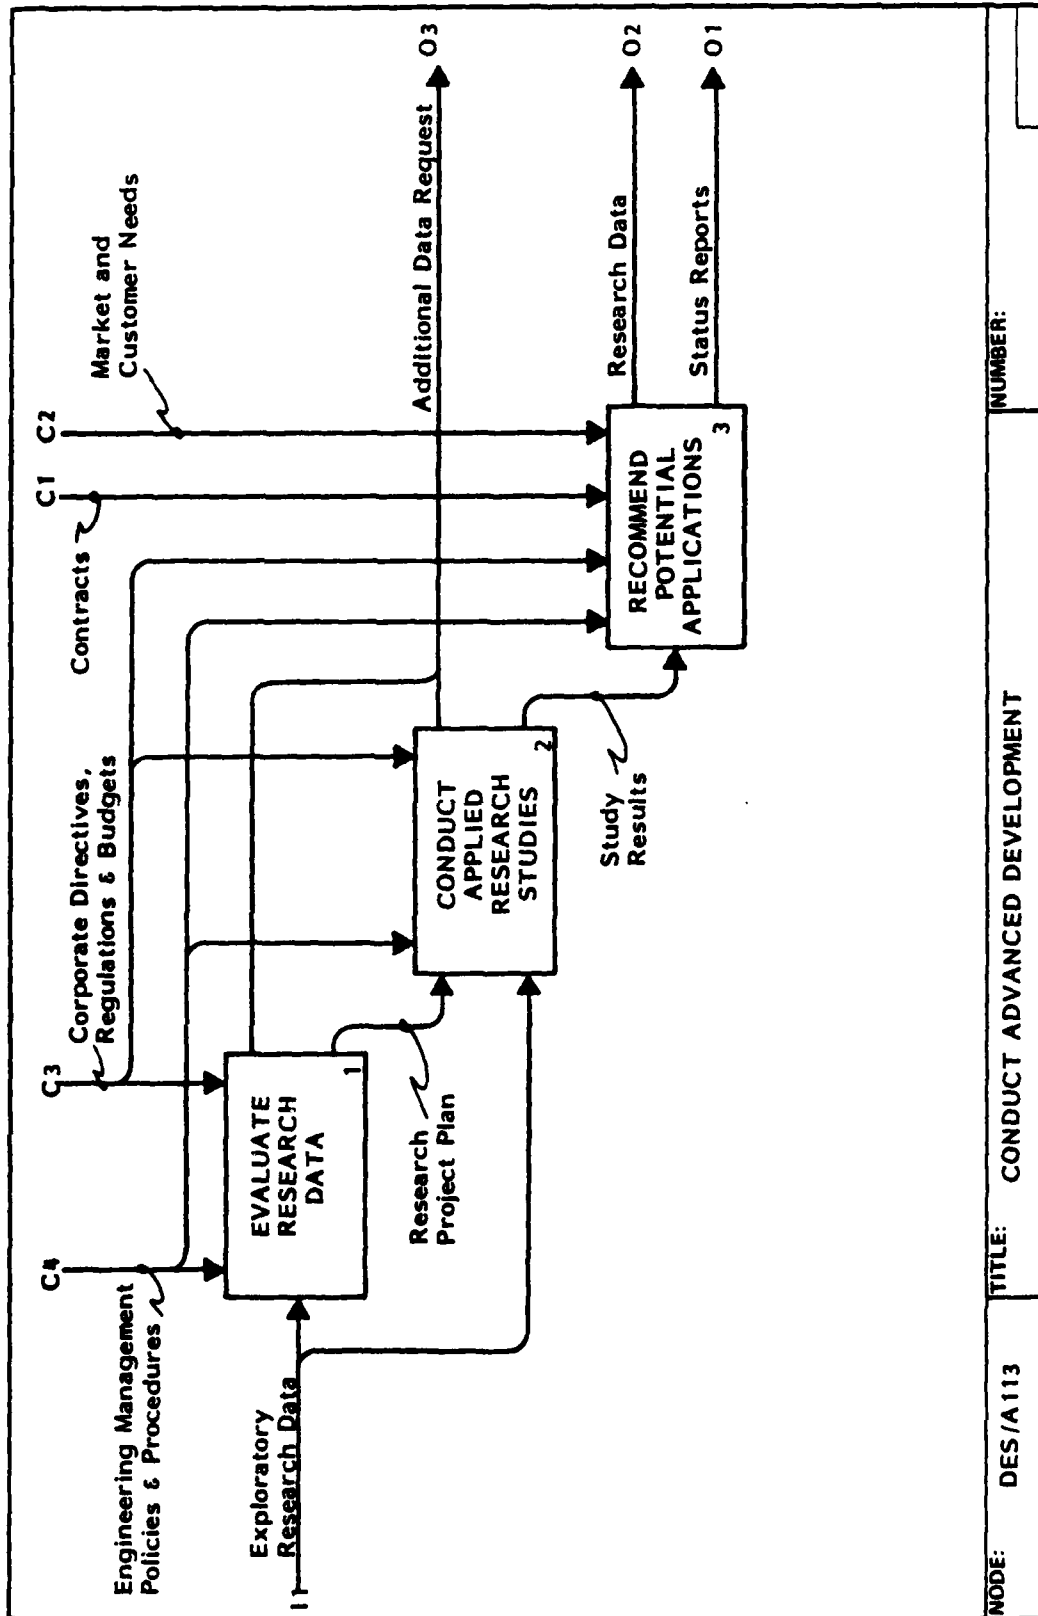 C4
C3
C1
C2
Engineering Management
Policies & Procedures
Corporate Directives,
Regulations & Budgets
Contracts
Market and
Customer Needs
I1
Exploratory
Research Data
EVALUATE
RESEARCH
DATA
1
Research
Project Plan
CONDUCT
APPLIED
RESEARCH
STUDIES
2
Study
Results
RECOMMEND
POTENTIAL
APPLICATIONS
3
Additional Data Request
O3
Research Data
O2
Status Reports
O1
NODE:
DES/A113
TITLE:
CONDUCT ADVANCED DEVELOPMENT
NUMBER: